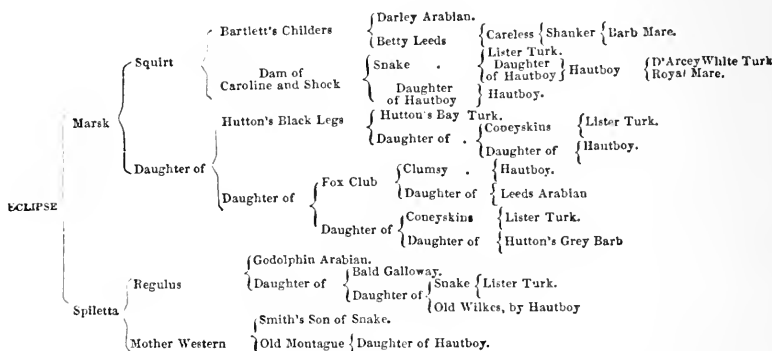 Darley Arabian.
Bartlett's Childers
Betty Leeds Careless Shanker Barb Mare.
Squirt
Lister Turk.
Snake . Daughter of Hautboy Hautboy D'Arcey White Turk
Royal Mare.
Dam of
Caroline and Shock
Daughter
of Hautboy Hautboy.
Marsk
Hutton's Bay Turk.
Hutton's Black Legs
Daughter of . Coneyskins Lister Turk.
Daughter of Hautboy.
Daughter of
Fox Club Clumsy . Hautboy.
Daughter of Leeds Arabian
Daughter of
Daughter of Coneyskins Lister Turk.
Daughter of Hutton's Grey Barb
ECLIPSE
Godolphin Arabian.
Regulus
Daughter of Bald Galloway.
Daughter of Snake Lister Turk.
Old Wilkes, by Hautboy
Spiletta
Smith's Son of Snake.
Mother Western Old Montague Daughter of Hautboy.